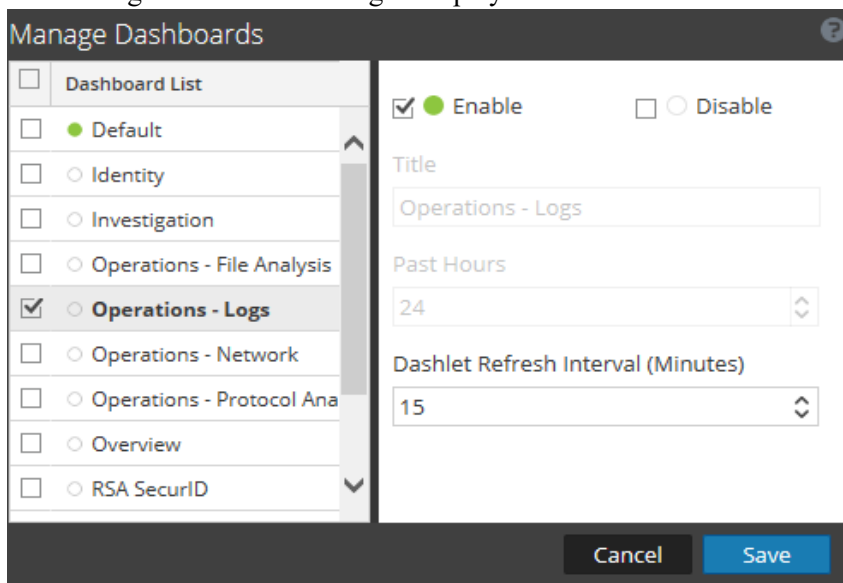 Manage Dashboards
Dashboard List
Default
Identity
Investigation
Operations - File Analysis
Operations - Logs
Operations - Network
Operations - Protocol Ana
Overview
RSA SecurID
Enable Disable
Title
Operations - Logs
Past Hours
24
Dashlet Refresh Interval (Minutes)
15
Cancel Save